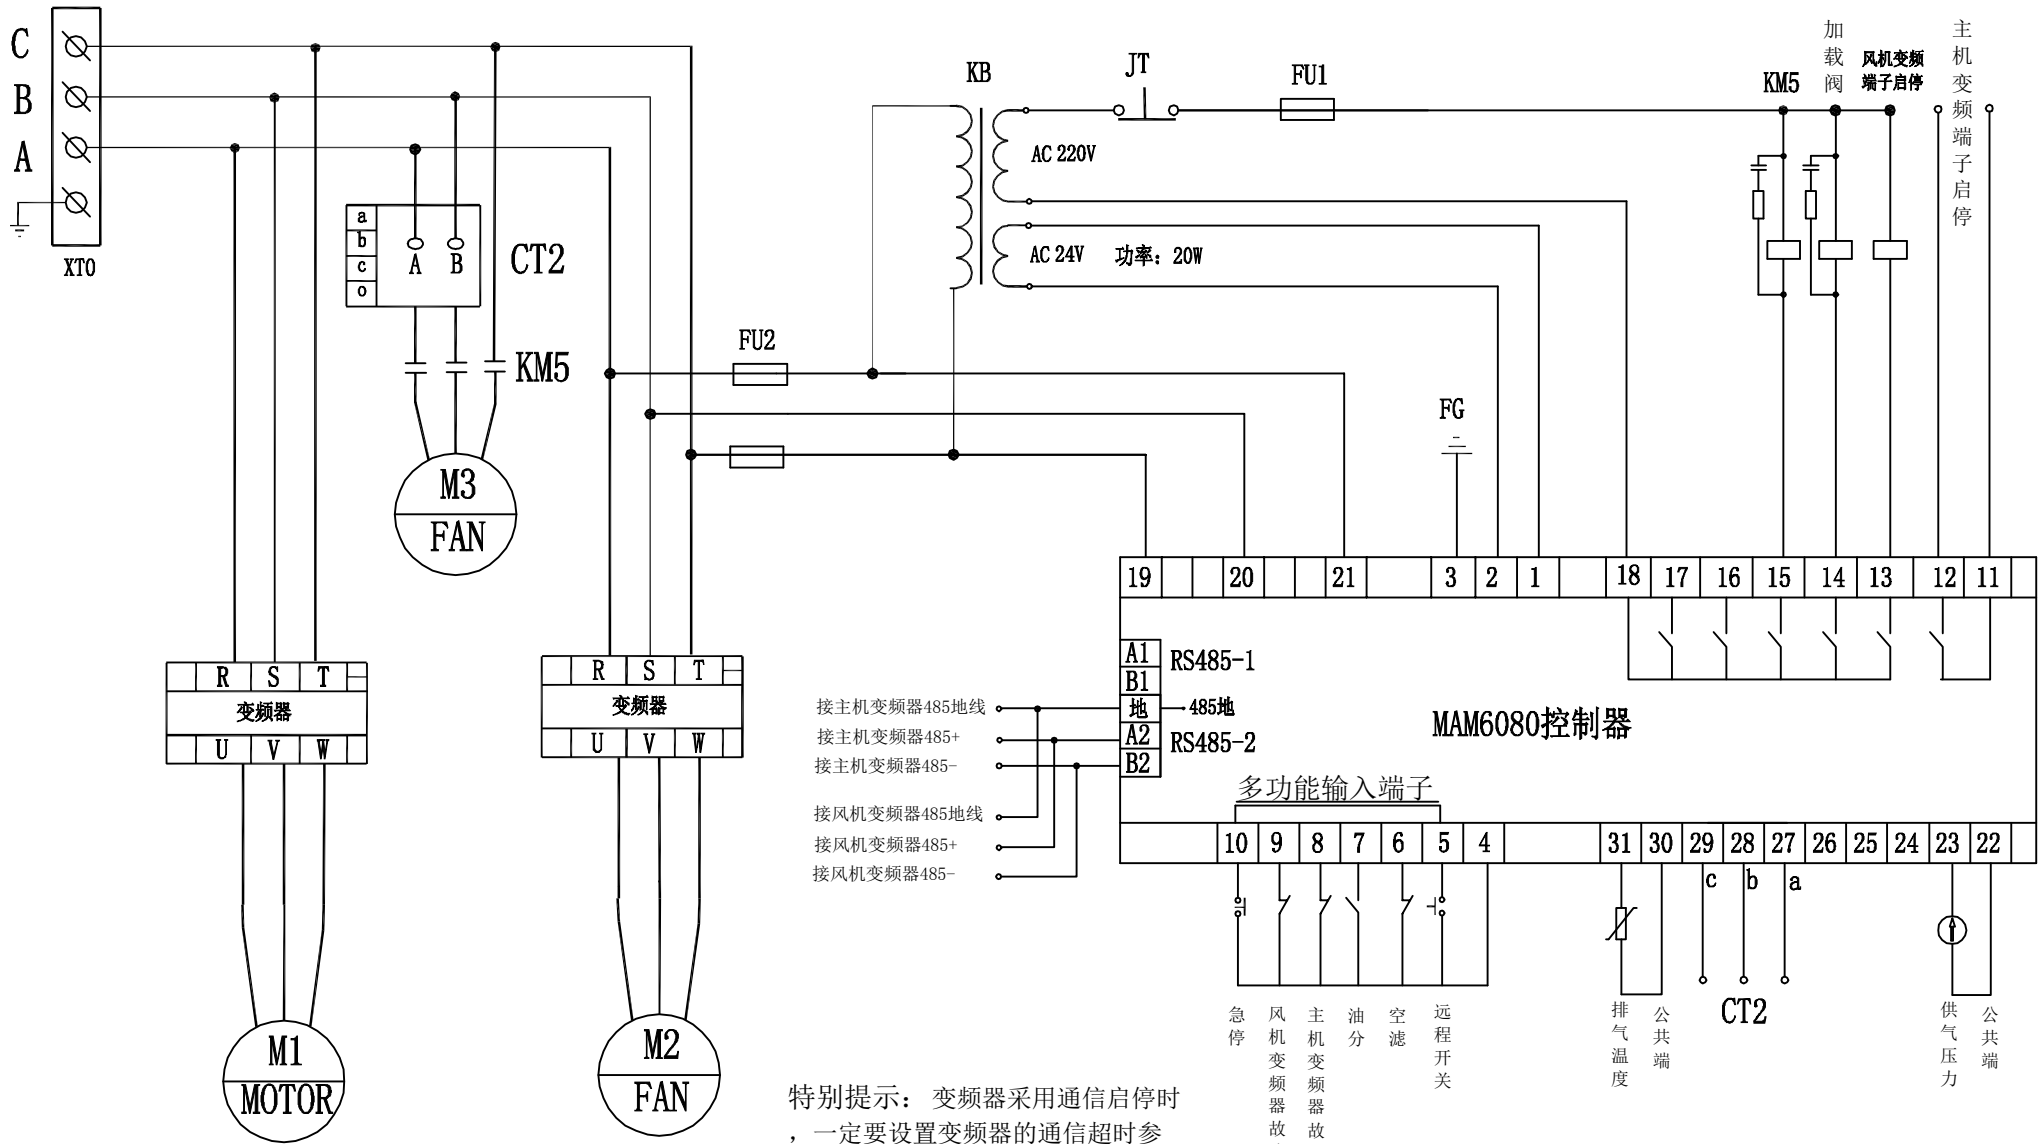 C
B
A
XT0
a
b
c
o
A B
CT2
KM5
M3
FAN
R S T
变频器
U V W
M1
MOTOR
R S T
变频器
U V W
M2
FAN
FU2
KB
JT
FU1
AC 220V
AC 24V 功率：20W
KM5
加载阀
风机变频
端子启停
主机变频端子启停
FG
19 20 21 3 2 1 18 17 16 15 14 13 12 11
A1
B1
地
A2
B2
RS485-1
485地
RS485-2
MAM6080控制器
接主机变频器485地线
接主机变频器485+
接主机变频器485-
接风机变频器485地线
接风机变频器485+
接风机变频器485-
多功能输入端子
10 9 8 7 6 5 4 31 30 29 28 27 26 25 24 23 22
c b a
CT2
急停
风机变频器故
主机变频器故
油分
空滤
远程开关
排气温度
公共端
供气压力
公共端
特别提示：变频器采用通信启停时
，一定要设置变频器的通信超时参